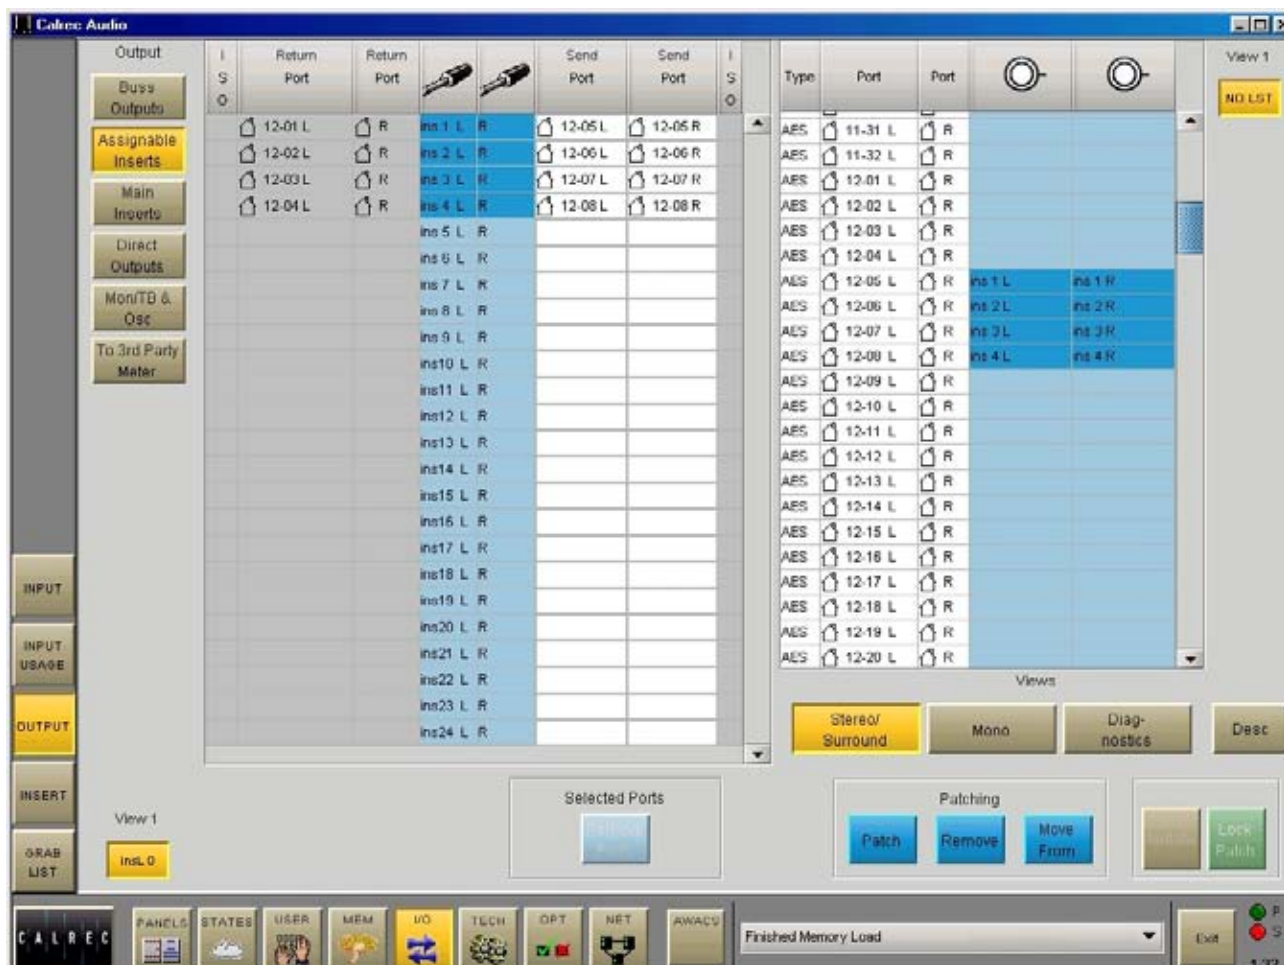 Calrec Audio
Output
Buss Outputs
Assignable Inserts
Main Inserts
Direct Outputs
Mon/TB & Osc
To 3rd Party Meter
INPUT
INPUT USAGE
OUTPUT
INSERT
GRAB LIST
View 1
InsL 0
I S O Return Port Return Port Send Port Send Port I S O
12-01 L R ins 1 L R 12-05 L 12-05 R
12-02 L R ins 2 L R 12-06 L 12-06 R
12-03 L R ins 3 L R 12-07 L 12-07 R
12-04 L R ins 4 L R 12-08 L 12-08 R
ins 5 L R
ins 6 L R
ins 7 L R
ins 8 L R
ins 9 L R
ins10 L R
ins11 L R
ins12 L R
ins13 L R
ins14 L R
ins15 L R
ins16 L R
ins17 L R
ins18 L R
ins19 L R
ins20 L R
ins21 L R
ins22 L R
ins23 L R
ins24 L R
Type Port Port
AES 11-31 L R
AES 11-32 L R
AES 12-01 L R
AES 12-02 L R
AES 12-03 L R
AES 12-04 L R
AES 12-05 L R ins 1 L ins 1 R
AES 12-06 L R ins 2 L ins 2 R
AES 12-07 L R ins 3 L ins 3 R
AES 12-08 L R ins 4 L ins 4 R
AES 12-09 L R
AES 12-10 L R
AES 12-11 L R
AES 12-12 L R
AES 12-13 L R
AES 12-14 L R
AES 12-15 L R
AES 12-16 L R
AES 12-17 L R
AES 12-18 L R
AES 12-19 L R
AES 12-20 L R
View 1
NO LST
Views
Stereo/ Surround
Mono
Diag- nostics
Desc
Selected Ports
Patching
Patch
Remove
Move From
Lock Patch
CALREC
PANELS
STATES
USER
MEM
I/O
TECH
OPT
NET
AWACS
Finished Memory Load
Exit
P
S